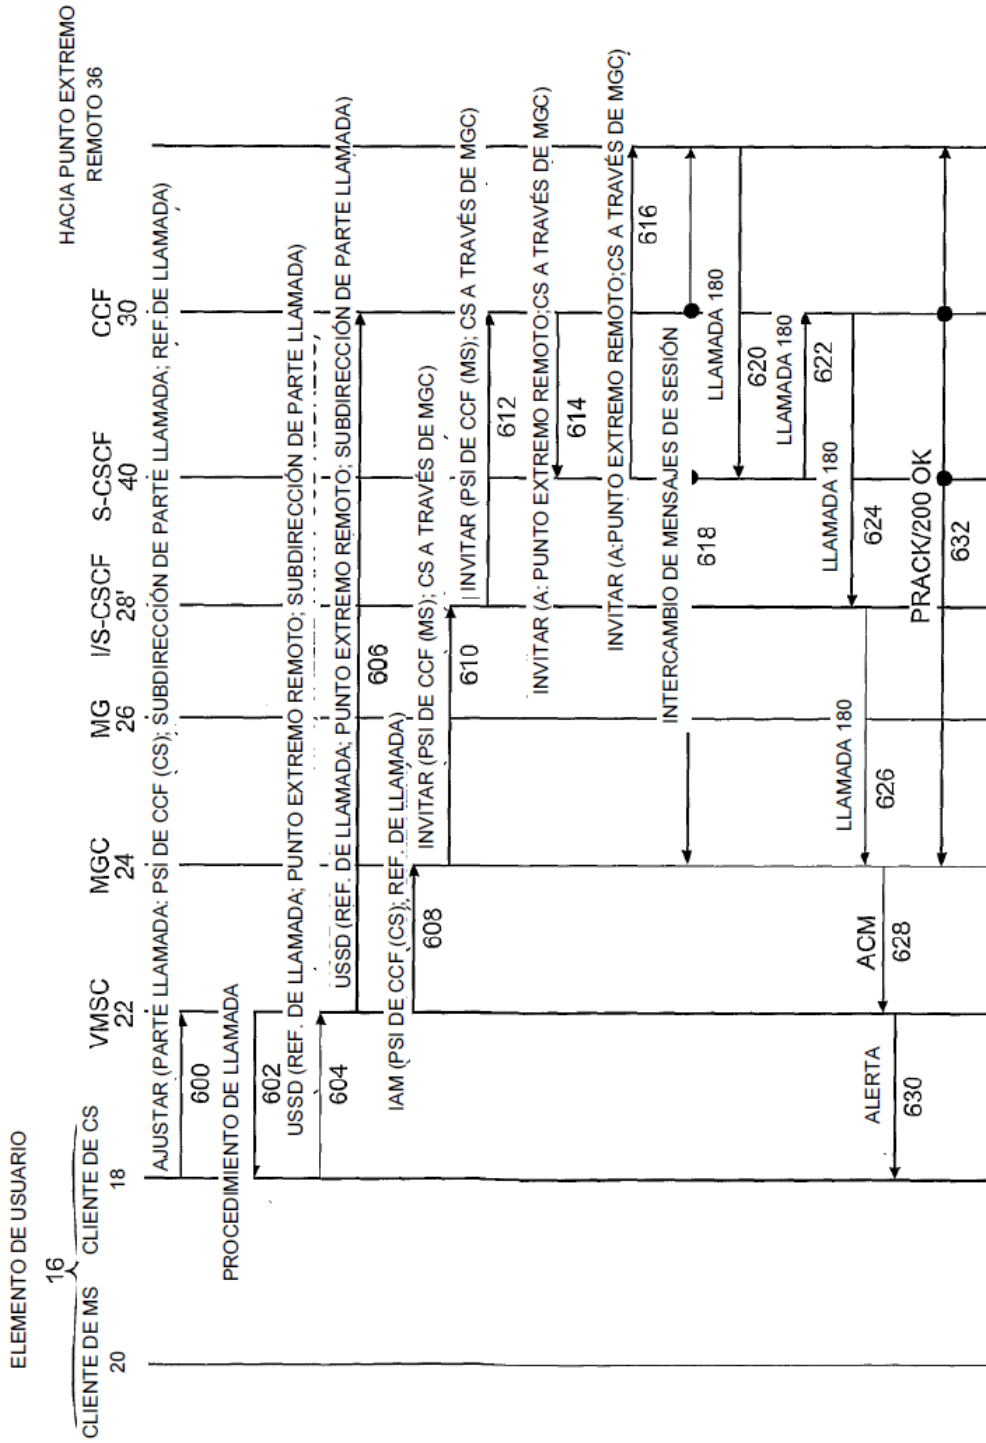 ELEMENTO DE USUARIO
16
CLIENTE DE MS
20
CLIENTE DE CS
18
VMSC
22
MGC
24
MG
26
I/S-CSCF
28'
S-CSCF
40
CCF
30
HACIA PUNTO EXTREMO
REMOTO 36
AJUSTAR (PARTE LLAMADA: PSI DE CCF (CS); SUBDIRECCIÓN DE PARTE LLAMADA; REF.DE LLAMADA)
600
PROCEDIMIENTO DE LLAMADA
602
USSD (REF. DE LLAMADA; PUNTO EXTREMO REMOTO; SUBDIRECCIÓN DE PARTE LLAMADA)
604
USSD (REF. DE LLAMADA; PUNTO EXTREMO REMOTO; SUBDIRECCIÓN DE PARTE LLAMADA)
606
IAM (PSI DE CCF (CS); REF. DE LLAMADA)
608
INVITAR (PSI DE CCF (MS); CS A TRAVÉS DE MGC)
610
INVITAR (PSI DE CCF (MS); CS A TRAVÉS DE MGC)
612
INVITAR (A: PUNTO EXTREMO REMOTO;CS A TRAVÉS DE MGC)
614
INVITAR (A:PUNTO EXTREMO REMOTO;CS A TRAVÉS DE MGC)
616
INTERCAMBIO DE MENSAJES DE SESIÓN
618
LLAMADA 180
620
LLAMADA 180
622
LLAMADA 180
624
LLAMADA 180
626
ACM
628
ALERTA
630
PRACK/200 OK
632